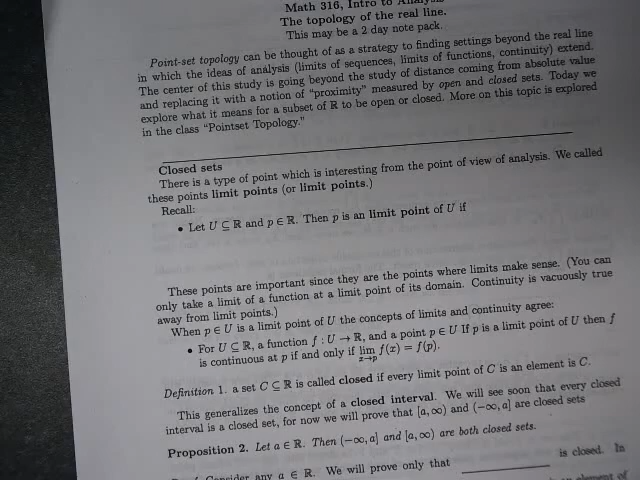 Math 316, Intro to Analysis
The topology of the real line.
This may be a 2 day note pack.
Point-set topology can be thought of as a strategy to finding settings beyond the real line
in which the ideas of analysis (limits of sequences, limits of functions, continuity) extend.
The center of this study is going beyond the study of distance coming from absolute value
and replacing it with a notion of "proximity" measured by open and closed sets. Today we
explore what it means for a subset of ℝ to be open or closed. More on this topic is explored
in the class "Pointset Topology."
Closed sets
There is a type of point which is interesting from the point of view of analysis. We called
these points limit points (or limit points.)
Recall:
• Let U ⊆ ℝ and p ∈ ℝ. Then p is an limit point of U if
These points are important since they are the points where limits make sense. (You can
only take a limit of a function at a limit point of its domain. Continuity is vacuously true
away from limit points.)
When p ∈ U is a limit point of U the concepts of limits and continuity agree:
• For U ⊆ ℝ, a function f : U → ℝ, and a point p ∈ U If p is a limit point of U then f
is continuous at p if and only if lim x→p f(x) = f(p).
Definition 1. a set C ⊆ ℝ is called closed if every limit point of C is an element is C.
This generalizes the concept of a closed interval. We will see soon that every closed
interval is a closed set, for now we will prove that [a, ∞) and (−∞, a] are closed sets
Proposition 2. Let a ∈ ℝ. Then (−∞, a] and [a, ∞) are both closed sets.
Consider any a ∈ ℝ. We will prove only that ________ is closed. In
element of